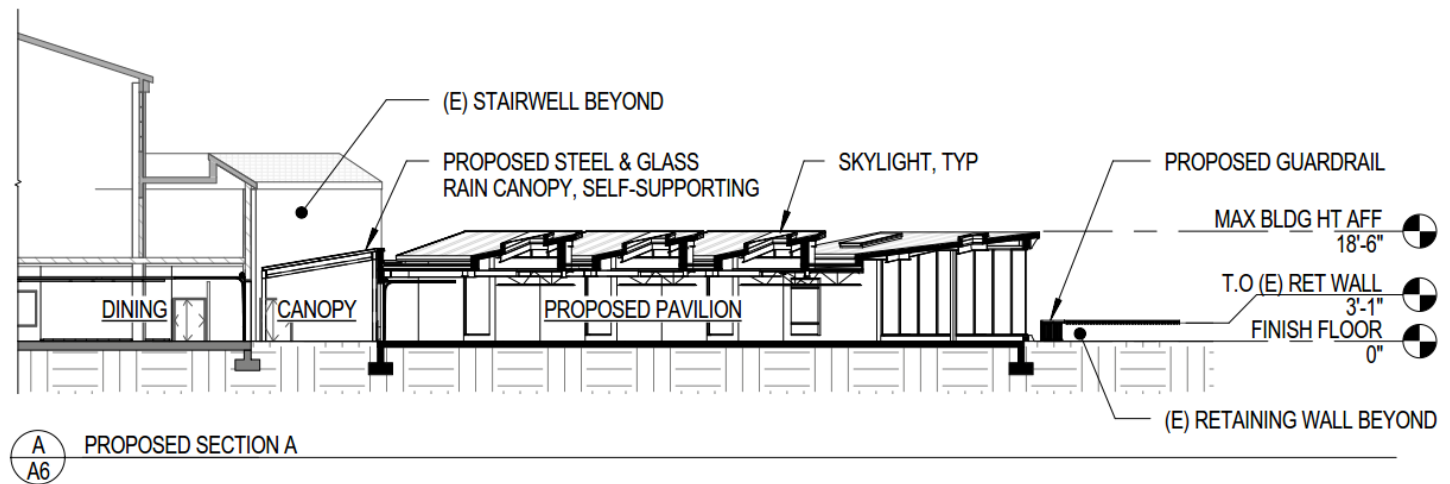 (E) STAIRWELL BEYOND
PROPOSED STEEL & GLASS
RAIN CANOPY, SELF-SUPPORTING
SKYLIGHT, TYP
PROPOSED GUARDRAIL
MAX BLDG HT AFF
18'-6"
T.O (E) RET WALL
3'-1"
FINISH FLOOR
0"
DINING
CANOPY
PROPOSED PAVILION
(E) RETAINING WALL BEYOND
A
A6
PROPOSED SECTION A